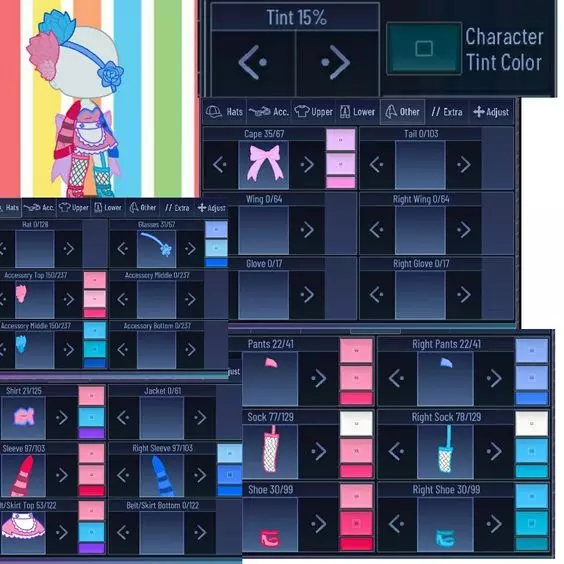 Tint 15%
Character
Tint Color
Hats Acc. Upper Lower Other Extra Adjust
Cape 35/67
Tail 0/103
Wing 0/64
Right Wing 0/64
Glove 0/17
Right Glove 0/17
Hats Acc. Upper Lower Other Extra Adjust
Hat 0/128
Glasses 31/57
Accessory Top 150/237
Accessory Middle 0/237
Accessory Middle 150/237
Accessory Bottom 0/237
just
Shirt 21/125
Jacket 0/61
Sleeve 97/103
Right Sleeve 97/103
lt/Skirt Top 53/122
Belt/Skirt Bottom 0/122
Pants 22/41
Right Pants 22/41
Sock 77/129
Right Sock 78/129
Shoe 30/99
Right Shoe 30/99